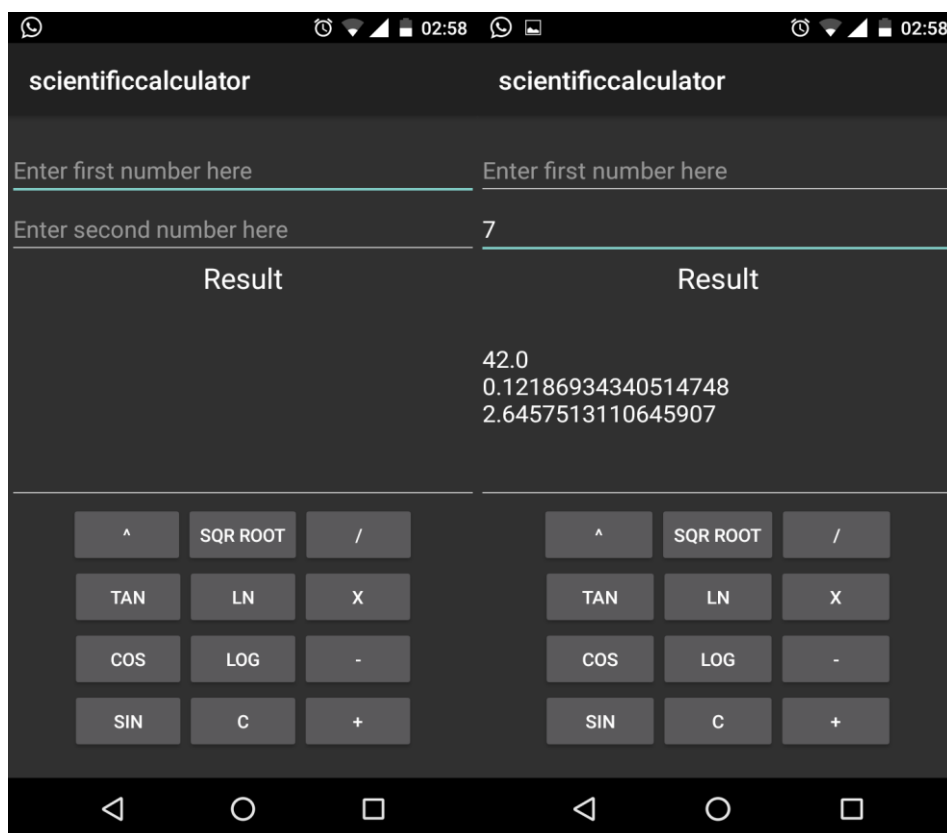 02:58
scientificcalculator
Enter first number here
Enter second number here
Result
^ SQR ROOT /
TAN LN X
COS LOG -
SIN C +
02:58
scientificcalculator
Enter first number here
7
Result
42.0
0.12186934340514748
2.6457513110645907
^ SQR ROOT /
TAN LN X
COS LOG -
SIN C +